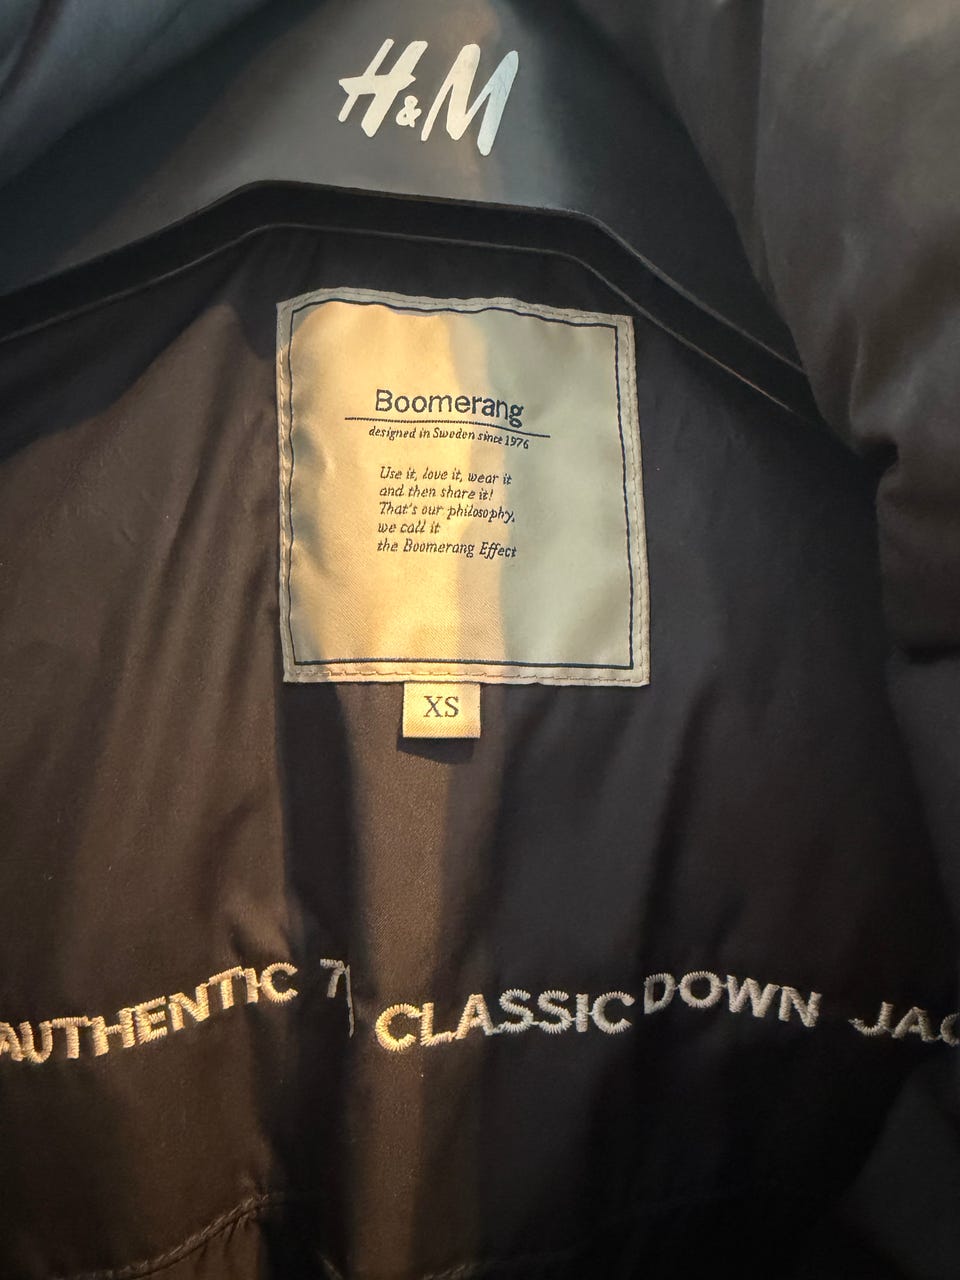 H&M
Boomerang
designed in Sweden since 1976
Use it, love it, wear it
and then share it!
That's our philosophy,
we call it
the Boomerang Effect
XS
AUTHENTIC CLASSIC DOWN